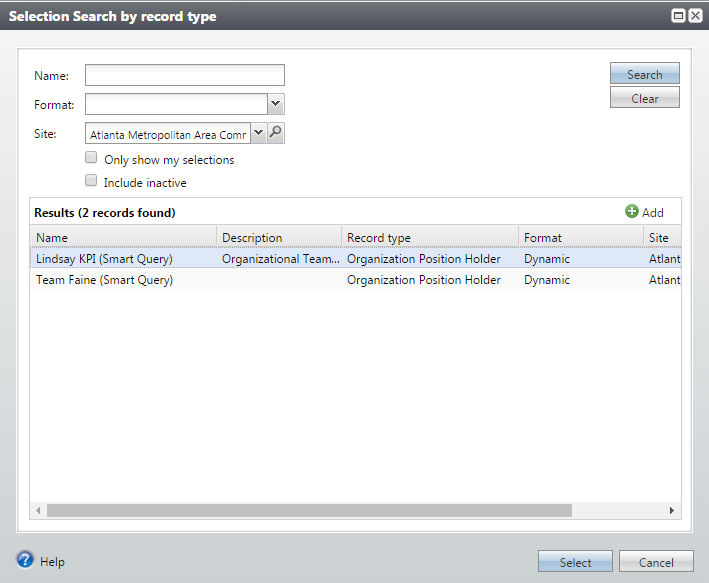 Selection Search by record type
Name:
Search
Format:
Clear
Site: Atlanta Metropolitan Area Comr
Only show my selections
Include inactive
Results (2 records found) Add
Name Description Record type Format Site
Lindsay KPI (Smart Query) Organizational Team... Organization Position Holder Dynamic Atlant
Team Faine (Smart Query) Organization Position Holder Dynamic Atlant
? Help Select Cancel